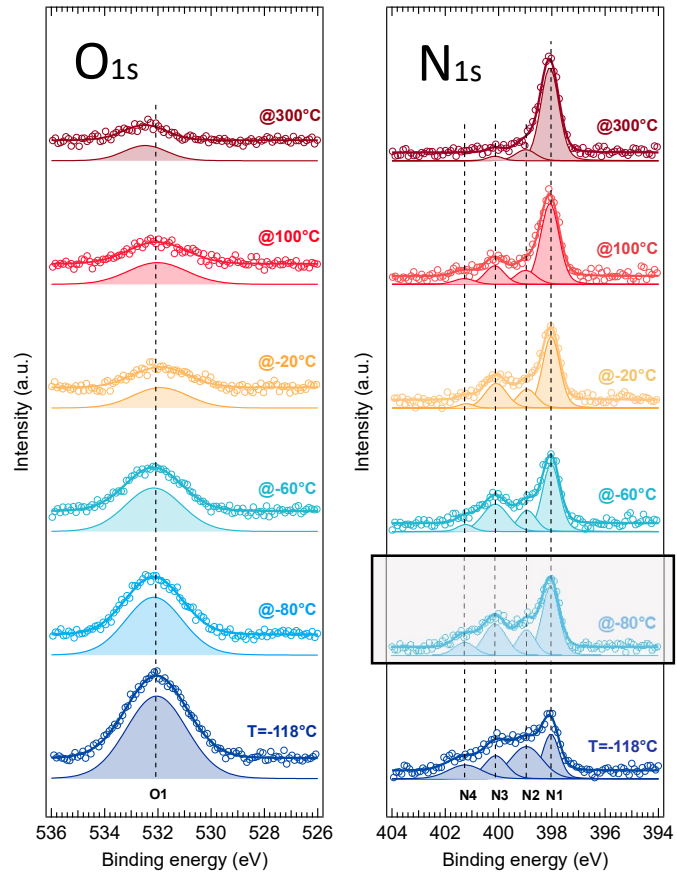 O1s
@300°C
@100°C
@-20°C
@-60°C
@-80°C
T=-118°C
O1
536
534
532
530
528
526
Binding energy (eV)
Intensity (a.u.)
N1s
@300°C
@100°C
@-20°C
@-60°C
@-80°C
T=-118°C
N4 N3 N2 N1
404
402
400
398
396
394
Binding energy (eV)
Intensity (a.u.)